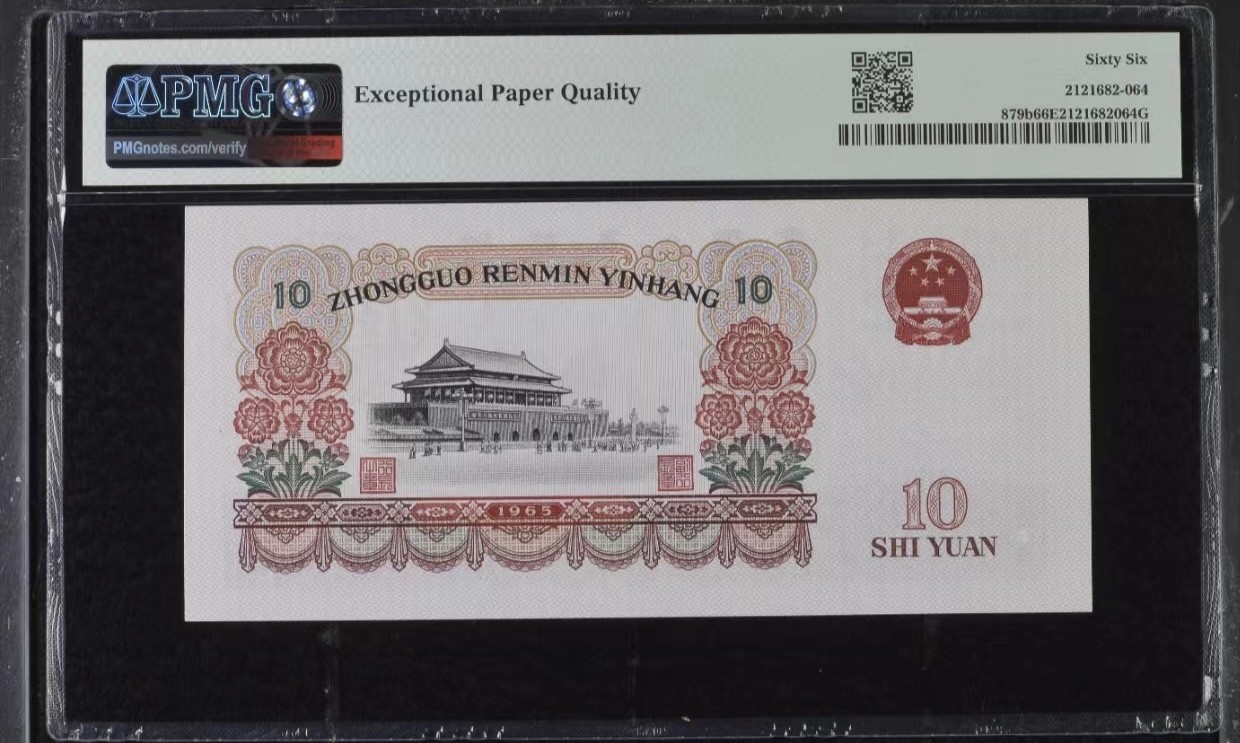 PMG
PMGnotes.com/verify
Exceptional Paper Quality
Sixty Six
2121682-064
879b66E2121682064G
ZHONGGUO RENMIN YINHANG
10
10
1965
10
SHI YUAN